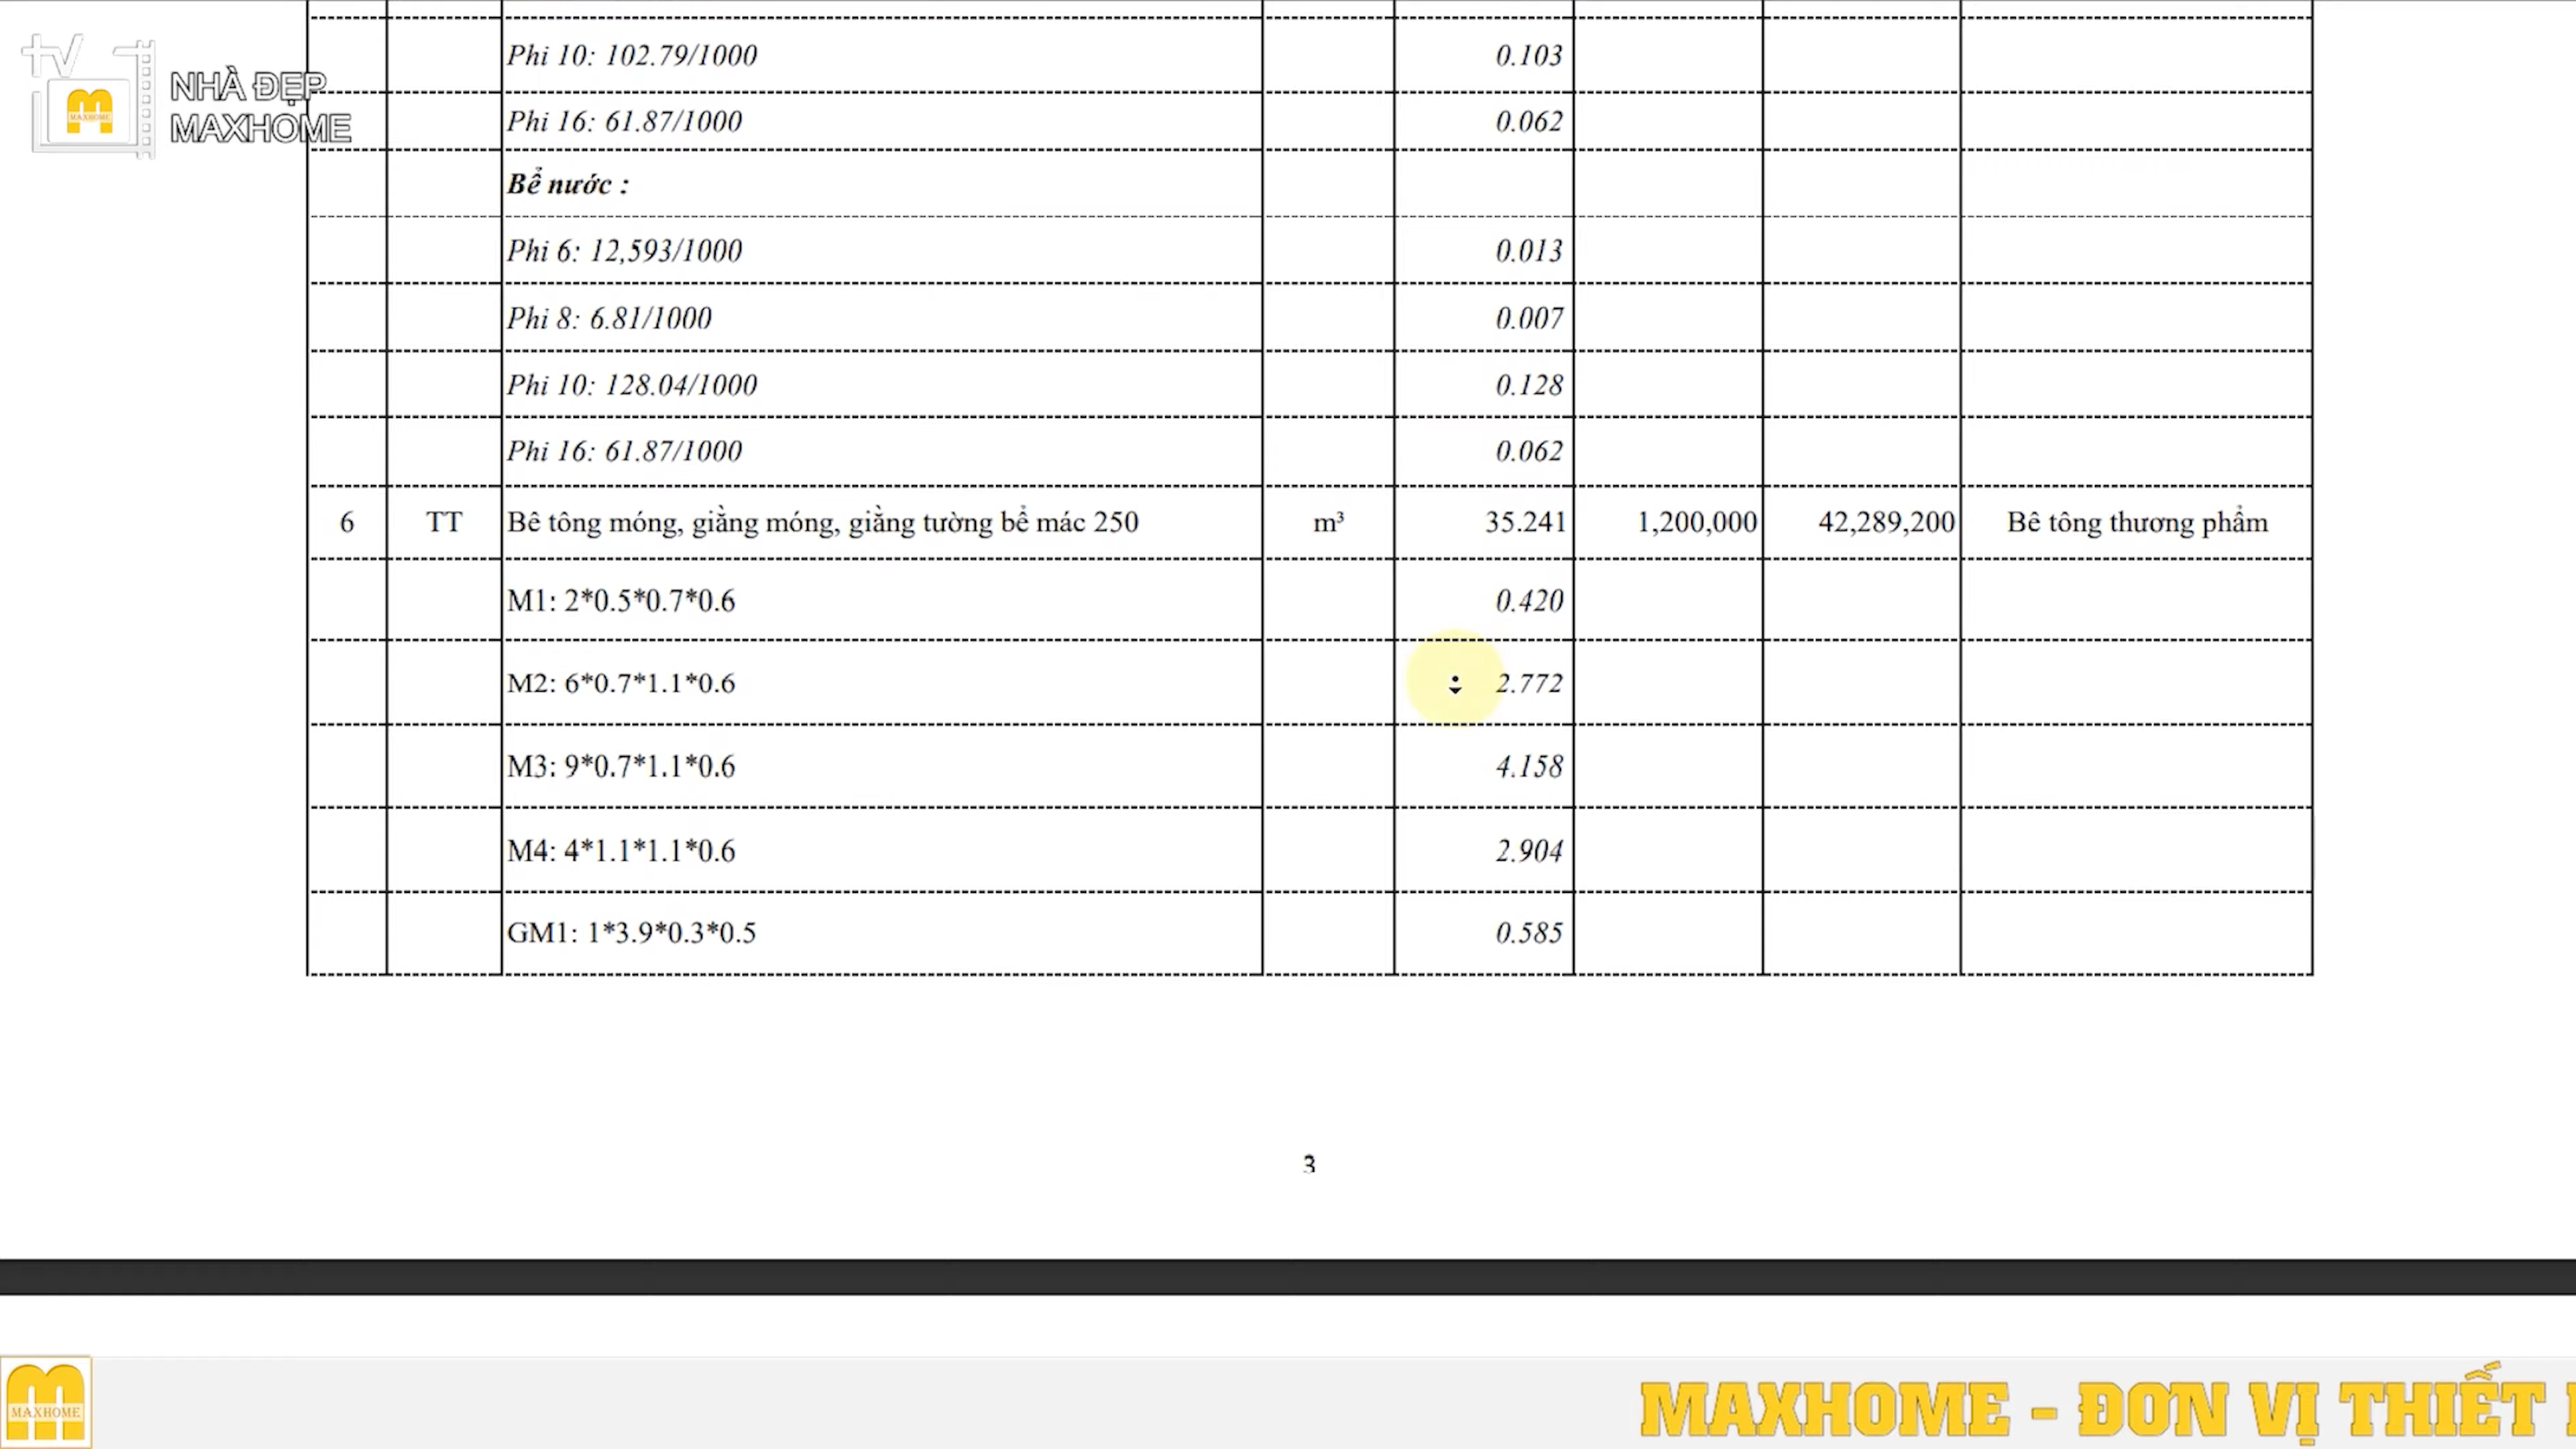 NHÀ ĐẸP
MAXHOME
MAXHOME
Phi 10: 102.79/1000 0.103
Phi 16: 61.87/1000 0.062
Bể nước :
Phi 6: 12,593/1000 0.013
Phi 8: 6.81/1000 0.007
Phi 10: 128.04/1000 0.128
Phi 16: 61.87/1000 0.062
6 TT Bê tông móng, giằng móng, giằng tường bể mác 250 m³ 35.241 1,200,000 42,289,200 Bê tông thương phẩm
M1: 2*0.5*0.7*0.6 0.420
M2: 6*0.7*1.1*0.6 2.772
M3: 9*0.7*1.1*0.6 4.158
M4: 4*1.1*1.1*0.6 2.904
GM1: 1*3.9*0.3*0.5 0.585
3
MAXHOME
MAXHOME - ĐƠN VỊ THIẾT